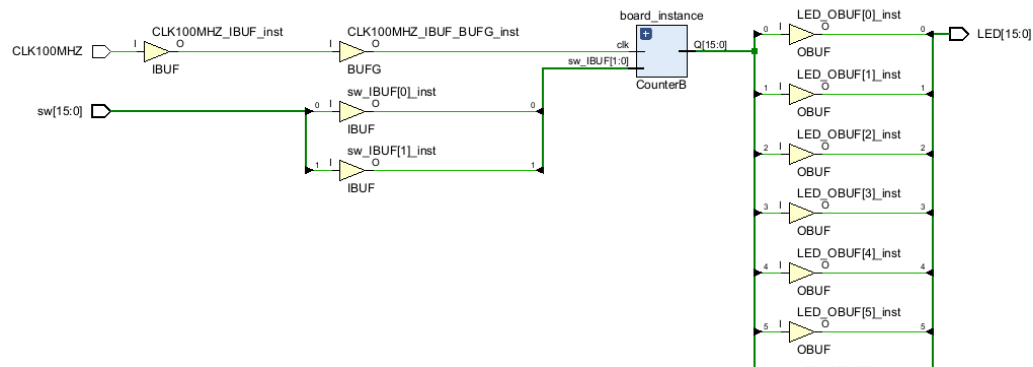 CLK100MHZ
CLK100MHZ_IBUF_inst
I
O
IBUF
CLK100MHZ_IBUF_BUFG_inst
I
O
BUFG
sw[15:0]
sw_IBUF[0]_inst
0
I
O
0
IBUF
sw_IBUF[1]_inst
1
I
O
1
IBUF
board_instance
clk
sw_IBUF[1:0]
Q[15:0]
CounterB
LED_OBUF[0]_inst
0
I
O
0
OBUF
LED[15:0]
LED_OBUF[1]_inst
1
I
O
1
OBUF
LED_OBUF[2]_inst
2
I
O
2
OBUF
LED_OBUF[3]_inst
3
I
O
3
OBUF
LED_OBUF[4]_inst
4
I
O
4
OBUF
LED_OBUF[5]_inst
5
I
O
5
OBUF